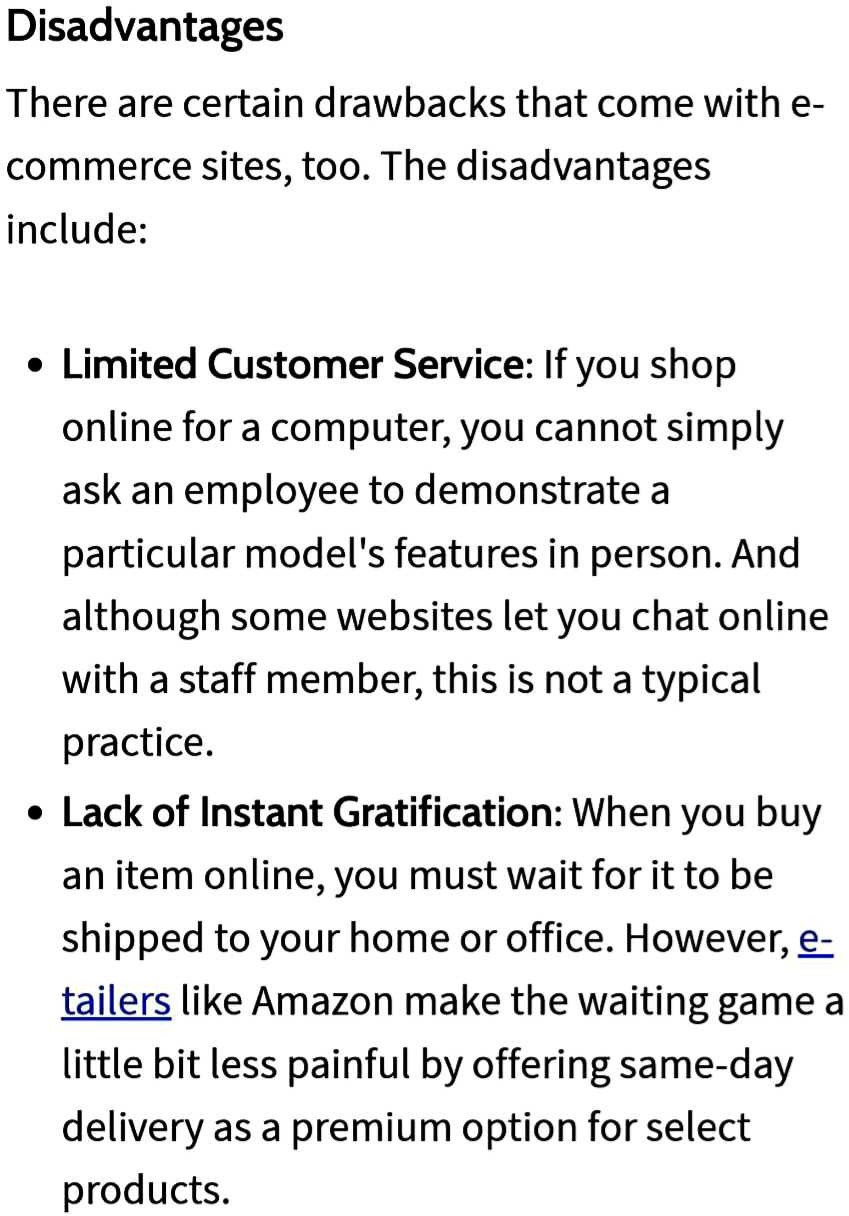 Disadvantages
There are certain drawbacks that come with e-
commerce sites, too. The disadvantages
include:
• Limited Customer Service: If you shop
online for a computer, you cannot simply
ask an employee to demonstrate a
particular model's features in person. And
although some websites let you chat online
with a staff member, this is not a typical
practice.
• Lack of Instant Gratification: When you buy
an item online, you must wait for it to be
shipped to your home or office. However, e-
tailers like Amazon make the waiting game a
little bit less painful by offering same-day
delivery as a premium option for select
products.